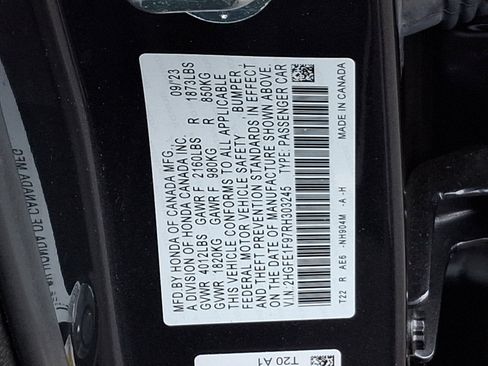 MFG. BY HONDA OF CANADA MFG. 09/'23
A DIVISION OF HONDA CANADA INC
GVWR 4012LBS GAWR F 2160LBS R 1873LBS
GVWR 1820KG GAWR F 980KG R 850KG
THIS VEHICLE CONFORMS TO ALL APPLICABLE
FEDERAL MOTOR VEHICLE SAFETY, BUMPER
AND THEFT PREVENTION STANDARDS IN EFFECT
ON THE DATE OF MANUFACTURE SHOWN ABOVE.
V.I.N: 2HGFE1F97RH303245 TYPE: PASSENGER CAR
T22 R AE6 -NH904M -A -H
MADE IN CANADA
T20 A1